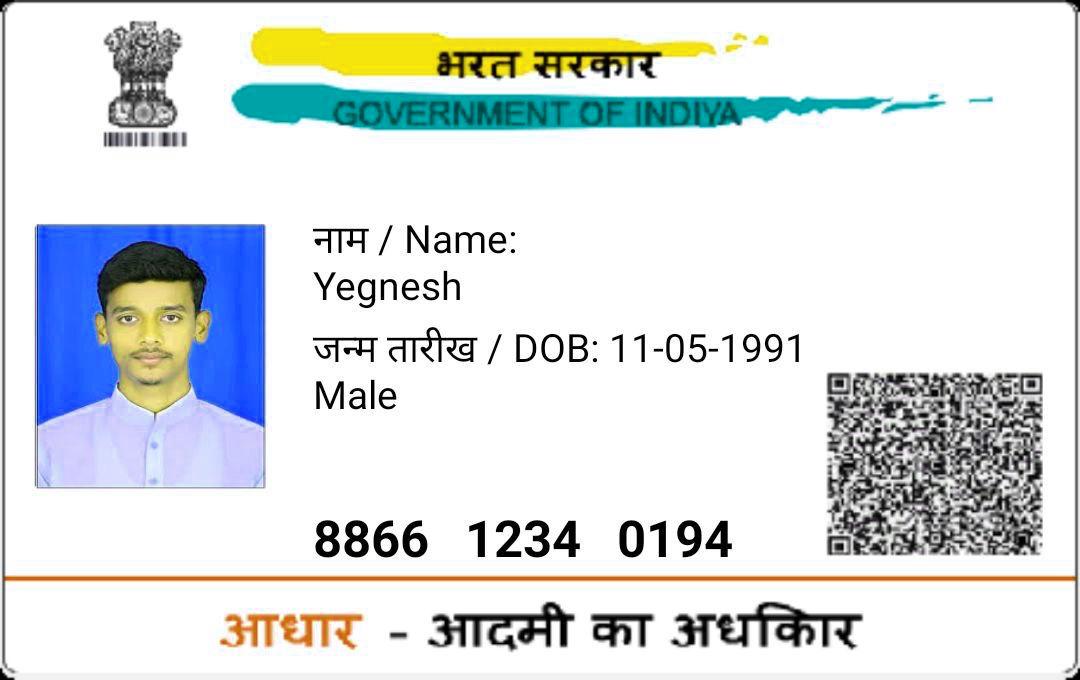 भरत सरकार
GOVERNMENT OF INDIYA
नाम / Name:
Yegnesh
जन्म तारीख / DOB: 11-05-1991
Male
8866 1234 0194
आधार - आदमी का अधकिार